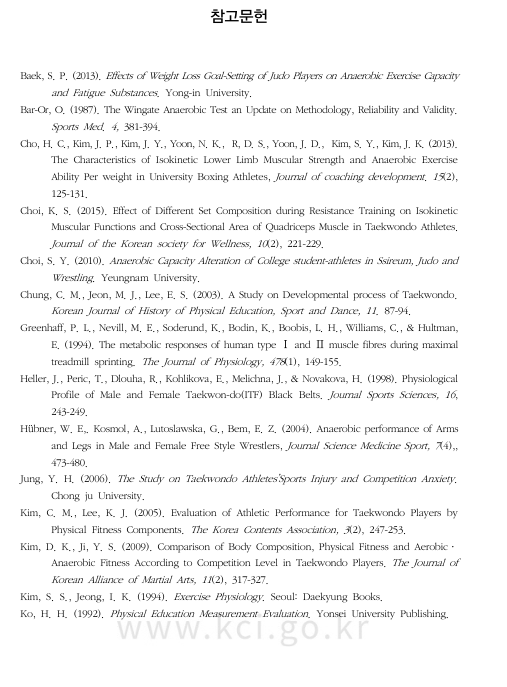 참고문헌
Baek, S. P. (2013). Effects of Weight Loss Goal-Setting of Judo Players on Anaerobic Exercise Capacity
and Fatigue Substances. Yong-in University.
Bar-Or, O. (1987). The Wingate Anaerobic Test an Update on Methodology, Reliability and Validity.
Sports Med. 4, 381-394.
Cho, H. C., Kim, J. P., Kim, J. Y., Yoon, N. K., R, D. S., Yoon, J. D., Kim, S. Y., Kim, J. K. (2013).
The Characteristics of Isokinetic Lower Limb Muscular Strength and Anaerobic Exercise
Ability Per weight in University Boxing Athletes, Journal of coaching development. 15(2),
125-131.
Choi, K. S. (2015). Effect of Different Set Composition during Resistance Training on Isokinetic
Muscular Functions and Cross-Sectional Area of Quadriceps Muscle in Taekwondo Athletes.
Journal of the Korean society for Wellness, 10(2), 221-229.
Choi, S. Y. (2010). Anaerobic Capacity Alteration of College student-athletes in Ssireum, Judo and
Wrestling. Yeungnam University.
Chung, C. M., Jeon, M. J., Lee, E. S. (2003). A Study on Developmental process of Taekwondo.
Korean Journal of History of Physical Education, Sport and Dance, 11. 87-94.
Greenhaff, P. L., Nevill, M. E., Soderund, K., Bodin, K., Boobis, L. H., Williams, C., & Hultman,
E. (1994). The metabolic responses of human type Ⅰ and Ⅱ muscle fibres during maximal
treadmill sprinting. The Journal of Physiology, 478(1), 149-155.
Heller, J., Peric, T., Dlouha, R., Kohlikova, E., Melichna, J., & Novakova, H. (1998). Physiological
Profile of Male and Female Taekwon-do(ITF) Black Belts. Journal Sports Sciences, 16,
243-249.
Hübner, W. E,. Kosmol, A., Lutoslawska, G., Bem, E. Z. (2004). Anaerobic performance of Arms
and Legs in Male and Female Free Style Wrestlers, Journal Science Medicine Sport, 7(4),,
473-480.
Jung, Y. H. (2006). The Study on Taekwondo Athletes'Sports Injury and Competition Anxiety.
Chong ju University.
Kim, C. M., Lee, K. J. (2005). Evaluation of Athletic Performance for Taekwondo Players by
Physical Fitness Components. The Korea Contents Association, 3(2), 247-253.
Kim, D. K., Ji, Y. S. (2009). Comparison of Body Composition, Physical Fitness and Aerobic ·
Anaerobic Fitness According to Competition Level in Taekwondo Players. The Journal of
Korean Alliance of Martial Arts, 11(2), 317-327.
Kim, S. S., Jeong, I. K. (1994). Exercise Physiology. Seoul: Daekyung Books.
Ko, H. H. (1992). Physical Education Measurement·Evaluation. Yonsei University Publishing.
www.kci.go.kr